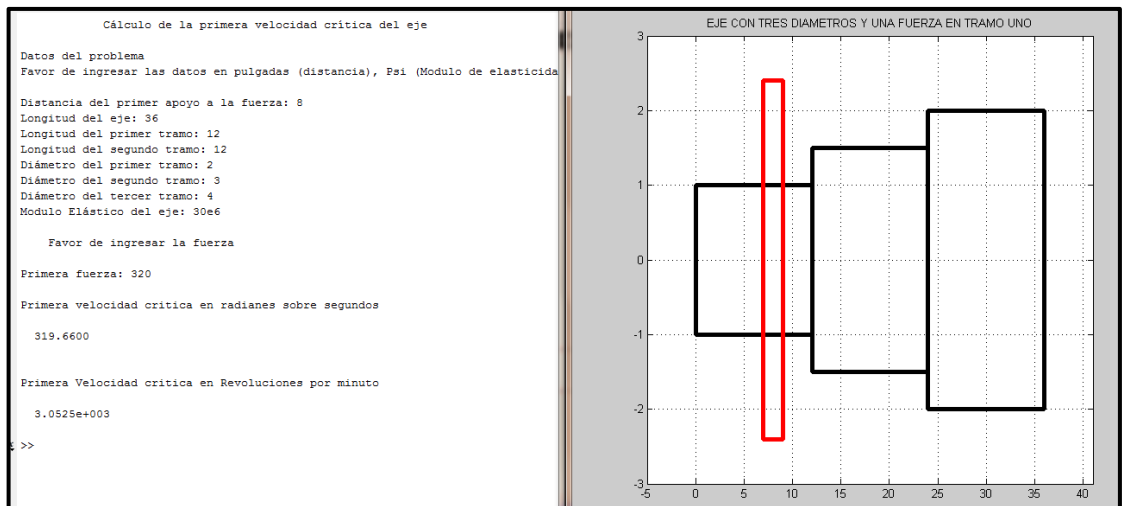 Cálculo de la primera velocidad crítica del eje
Datos del problema
Favor de ingresar las datos en pulgadas (distancia), Psi (Modulo de elasticida
Distancia del primer apoyo a la fuerza: 8
Longitud del eje: 36
Longitud del primer tramo: 12
Longitud del segundo tramo: 12
Diámetro del primer tramo: 2
Diámetro del segundo tramo: 3
Diámetro del tercer tramo: 4
Modulo Elástico del eje: 30e6
Favor de ingresar la fuerza
Primera fuerza: 320
Primera velocidad critica en radianes sobre segundos
319.6600
Primera Velocidad critica en Revoluciones por minuto
3.0525e+003
>>
EJE CON TRES DIAMETROS Y UNA FUERZA EN TRAMO UNO
3
2
1
0
-1
-2
-3
-5 0 5 10 15 20 25 30 35 40